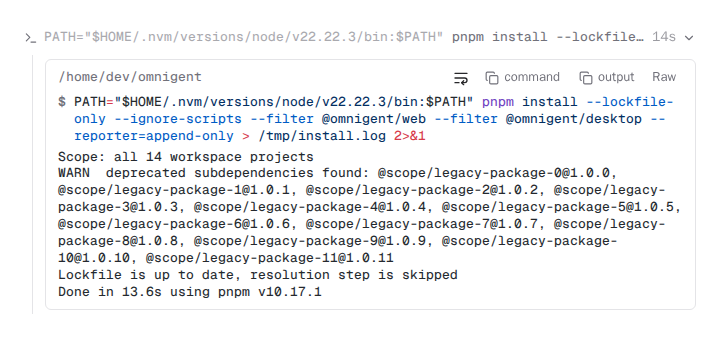 PATH="$HOME/.nvm/versions/node/v22.22.3/bin:$PATH" pnpm install --lockfile… 14s
/home/dev/omnigent command output Raw
$ PATH="$HOME/.nvm/versions/node/v22.22.3/bin:$PATH" pnpm install --lockfile-
only --ignore-scripts --filter @omnigent/web --filter @omnigent/desktop --
reporter=append-only > /tmp/install.log 2>&1
Scope: all 14 workspace projects
WARN  deprecated subdependencies found: @scope/legacy-package-0@1.0.0,
@scope/legacy-package-1@1.0.1, @scope/legacy-package-2@1.0.2, @scope/legacy-
package-3@1.0.3, @scope/legacy-package-4@1.0.4, @scope/legacy-package-5@1.0.5,
@scope/legacy-package-6@1.0.6, @scope/legacy-package-7@1.0.7, @scope/legacy-
package-8@1.0.8, @scope/legacy-package-9@1.0.9, @scope/legacy-package-
10@1.0.10, @scope/legacy-package-11@1.0.11
Lockfile is up to date, resolution step is skipped
Done in 13.6s using pnpm v10.17.1